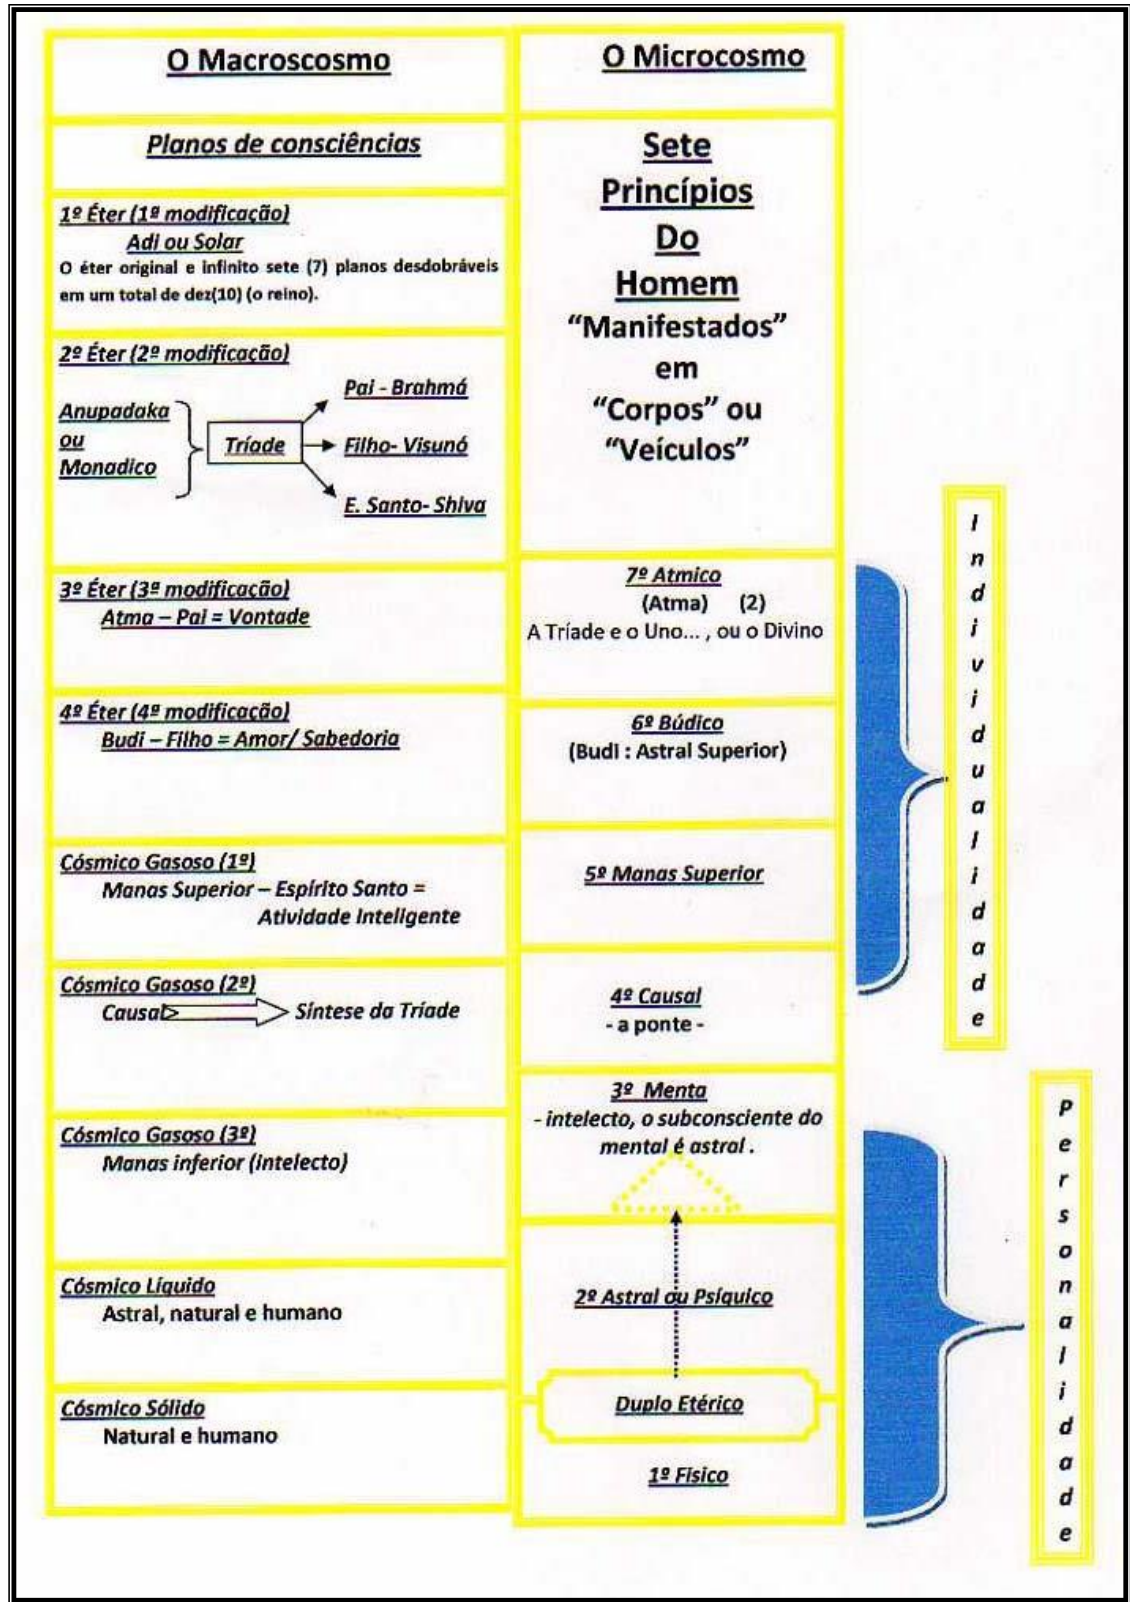 O Macroscosmo
Planos de consciências
1º Éter (1ª modificação)
Adi ou Solar
O éter original e infinito sete (7) planos desdobráveis
em um total de dez(10) (o reino).
2º Éter (2ª modificação)
Anupadaka
ou
Monadico
Tríade
Pai - Brahmá
Filho- Visunó
E. Santo- Shiva
3º Éter (3ª modificação)
Atma – Pai = Vontade
4º Éter (4ª modificação)
Budi – Filho = Amor/ Sabedoria
Cósmico Gasoso (1º)
Manas Superior – Espírito Santo =
Atividade Inteligente
Cósmico Gasoso (2º)
Causal
Síntese da Tríade
Cósmico Gasoso (3º)
Manas inferior (intelecto)
Cósmico Líquido
Astral, natural e humano
Cósmico Sólido
Natural e humano
O Microcosmo
Sete
Princípios
Do
Homem
“Manifestados”
em
“Corpos” ou
“Veículos”
7º Atmico
(Atma) (2)
A Tríade e o Uno... , ou o Divino
6º Búdico
(Budi : Astral Superior)
5º Manas Superior
4º Causal
- a ponte -
3º Menta
- intelecto, o subconsciente do
mental é astral .
2º Astral ou Psíquico
Duplo Etérico
1º Fisico
Individualidade
Personalidade